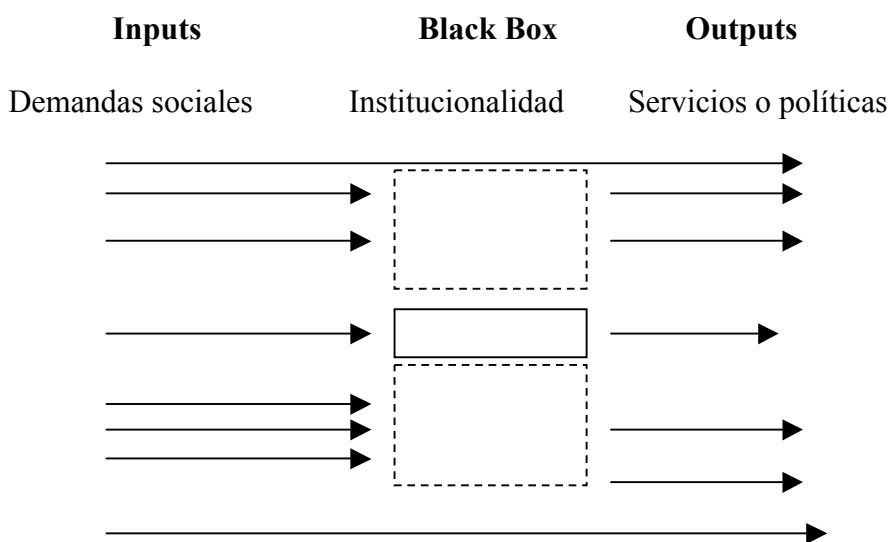 Inputs Black Box Outputs
Demandas sociales Institucionalidad Servicios o políticas